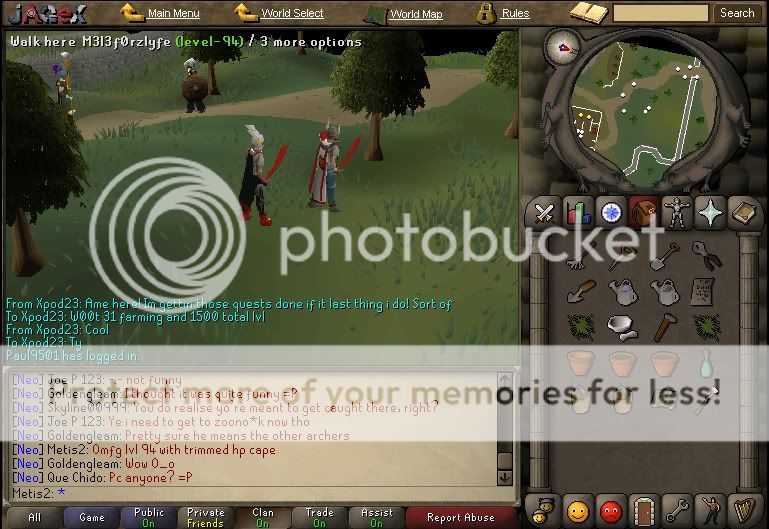 JAGeX Main Menu World Select World Map Rules Search
Walk here M3l3f0rzlyfe (level-94) / 3 more options
photobucket
From Xpod23: Ame here! Im gettin those quests done if it last thing i do! Sort of
To Xpod23: W00t 31 farming and 1500 total lvl
From Xpod23: Cool
To Xpod23: Ty
Paul9501 has logged in.
[Neo] Joe P 123: -.- not funny
more of your memories for less!
[Neo] Goldengleam: I thought it was quite funny =P
[Neo] Skyline00999: You do realise yo're meant to get caught there, right?
[Neo] Joe P 123: Ye i need to get to zoono*k now tho
[Neo] Goldengleam: Pretty sure he means the other archers
[Neo] Metis2: Omfg lvl 94 with trimmed hp cape
[Neo] Goldengleam: Wow O_o
[Neo] Que Chido: Pc anyone? =P
Metis2: *
All Game Public On Private Friends Clan On Trade On Assist On Report Abuse